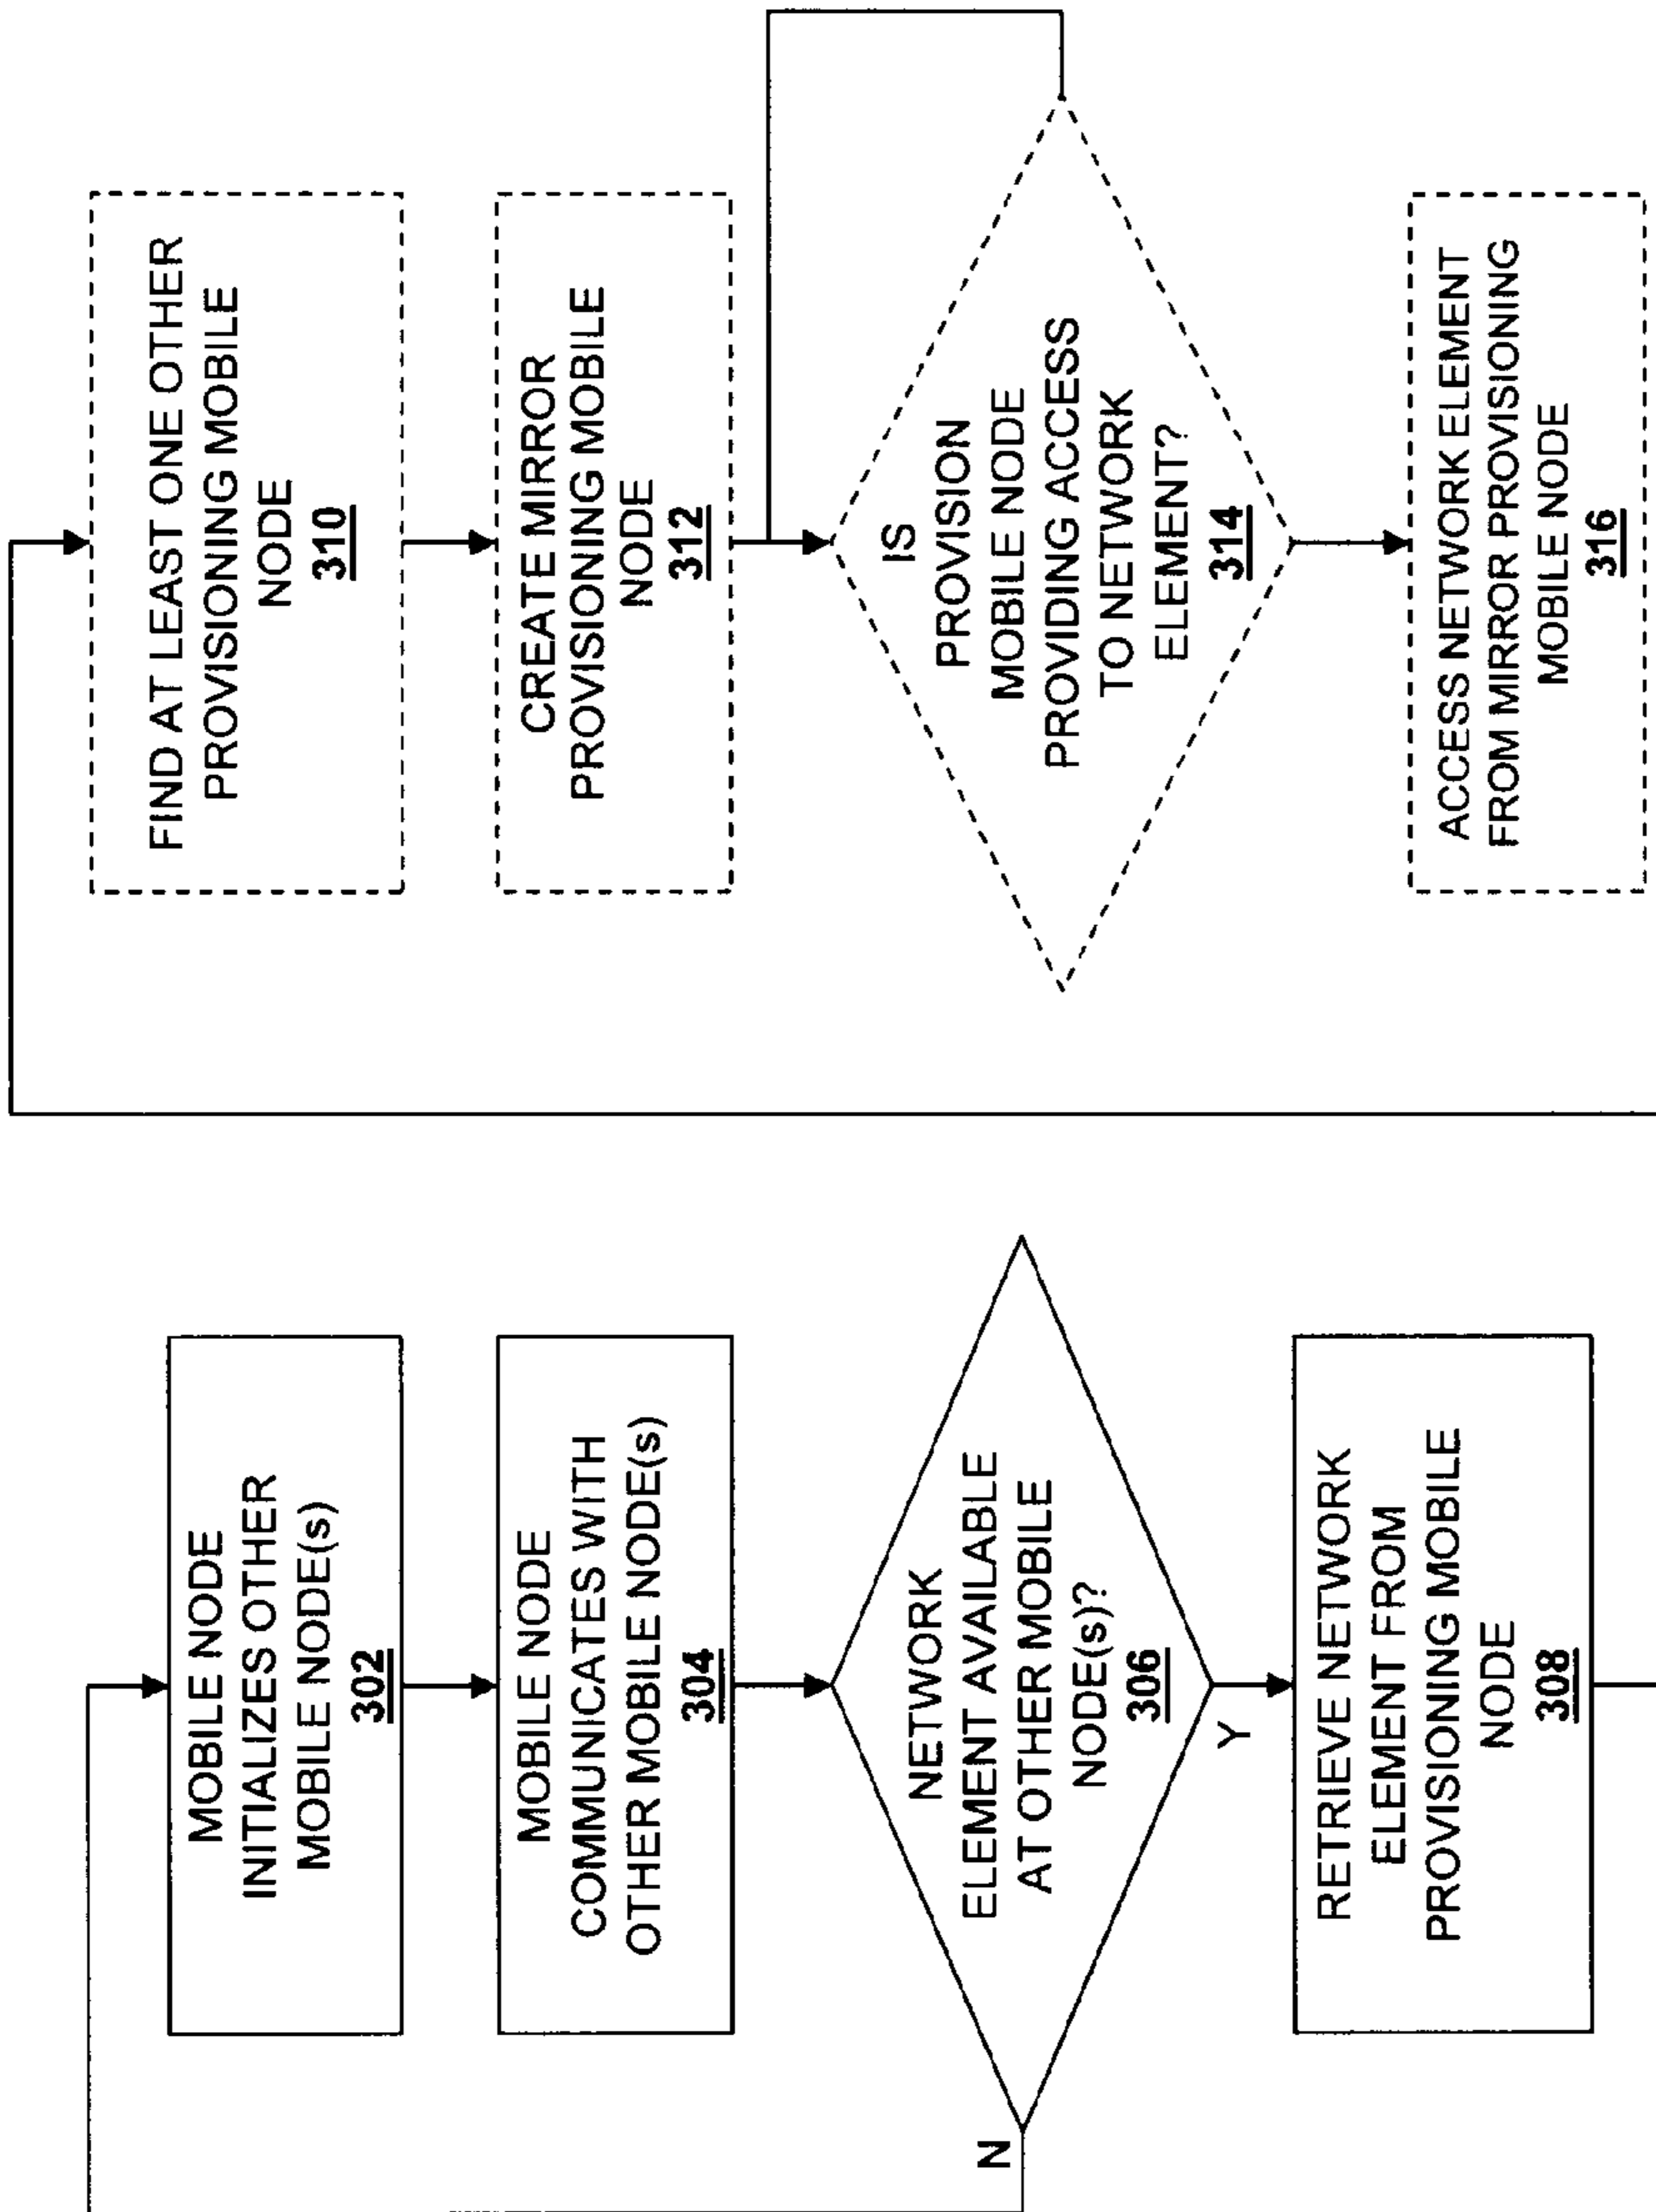 MOBILE NODE
INITIALIZES OTHER
MOBILE NODE(s)
302
MOBILE NODE
COMMUNICATES WITH
OTHER MOBILE NODE(s)
304
NETWORK
ELEMENT AVAILABLE
AT OTHER MOBILE
NODE(s)?
306
N
Y
RETRIEVE NETWORK
ELEMENT FROM
PROVISIONING MOBILE
NODE
308
FIND AT LEAST ONE OTHER
PROVISIONING MOBILE
NODE
310
CREATE MIRROR
PROVISIONING MOBILE
NODE
312
IS
PROVISION
MOBILE NODE
PROVIDING ACCESS
TO NETWORK
ELEMENT?
314
ACCESS NETWORK ELEMENT
FROM MIRROR PROVISIONING
MOBILE NODE
316